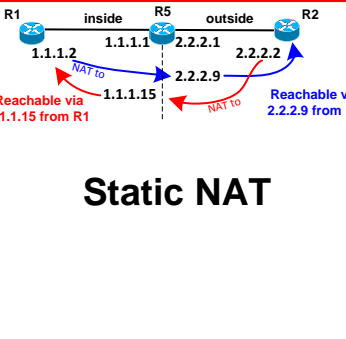 R1 inside R5 outside R2
1.1.1.2 1.1.1.1 2.2.2.1 2.2.2.2
NAT to 2.2.2.9
1.1.1.15 NAT to
Reachable via
1.1.15 from R1
Reachable v
2.2.2.9 from
Static NAT